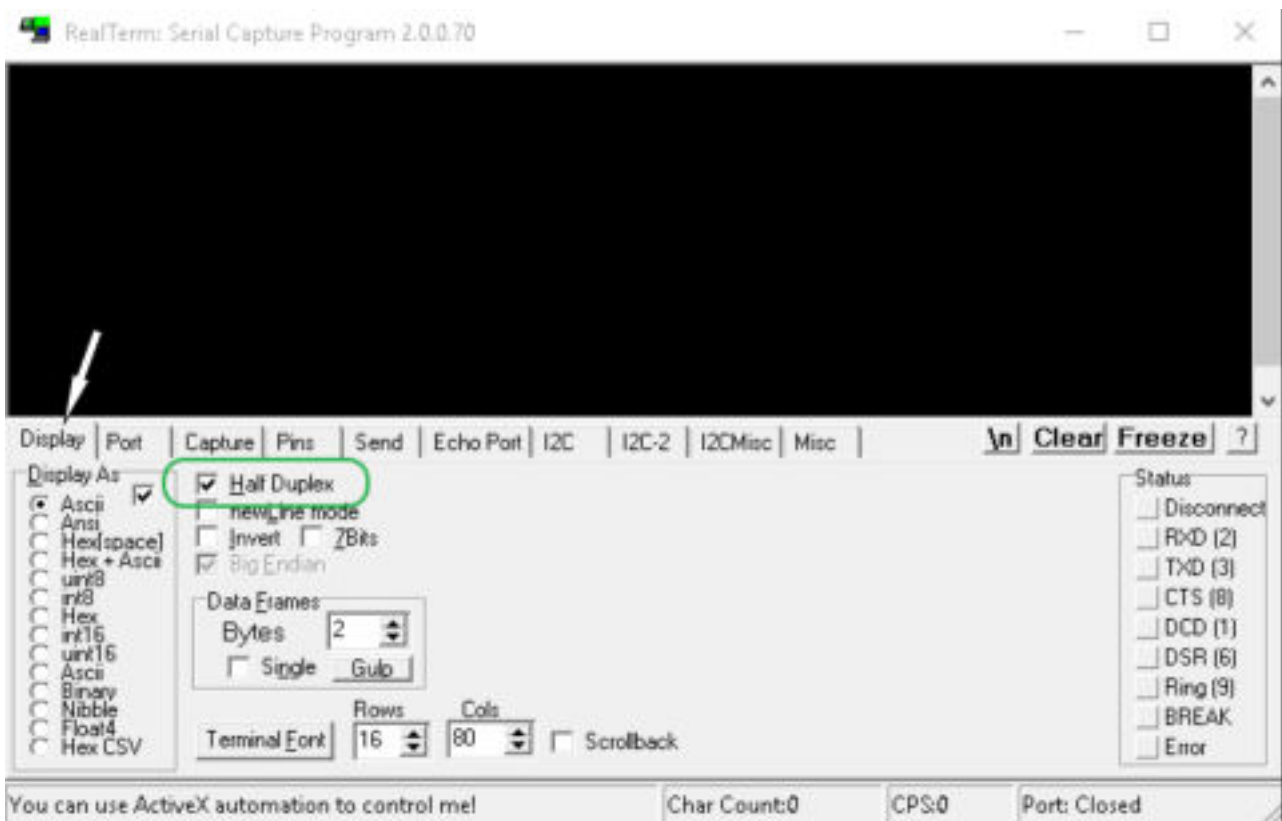 RealTerm: Serial Capture Program 2.0.0.70
Display Port Capture Pins Send Echo Port I2C I2C-2 I2CMisc Misc \n Clear Freeze ?
Display As
Ascii
Ansi
Hex[space]
Hex + Ascii
uint8
int8
Hex
int16
uint16
Ascii
Binary
Nibble
Float4
Hex CSV
Half Duplex
newLine mode
Invert 7Bits
Big Endian
Data Frames
Bytes 2
Single Gulp
Rows Cols
Terminal Font 16 80 Scrollback
Status
Disconnect
RXD (2)
TXD (3)
CTS (8)
DCD (1)
DSR (6)
Ring (9)
BREAK
Error
You can use ActiveX automation to control me! Char Count:0 CPS:0 Port: Closed